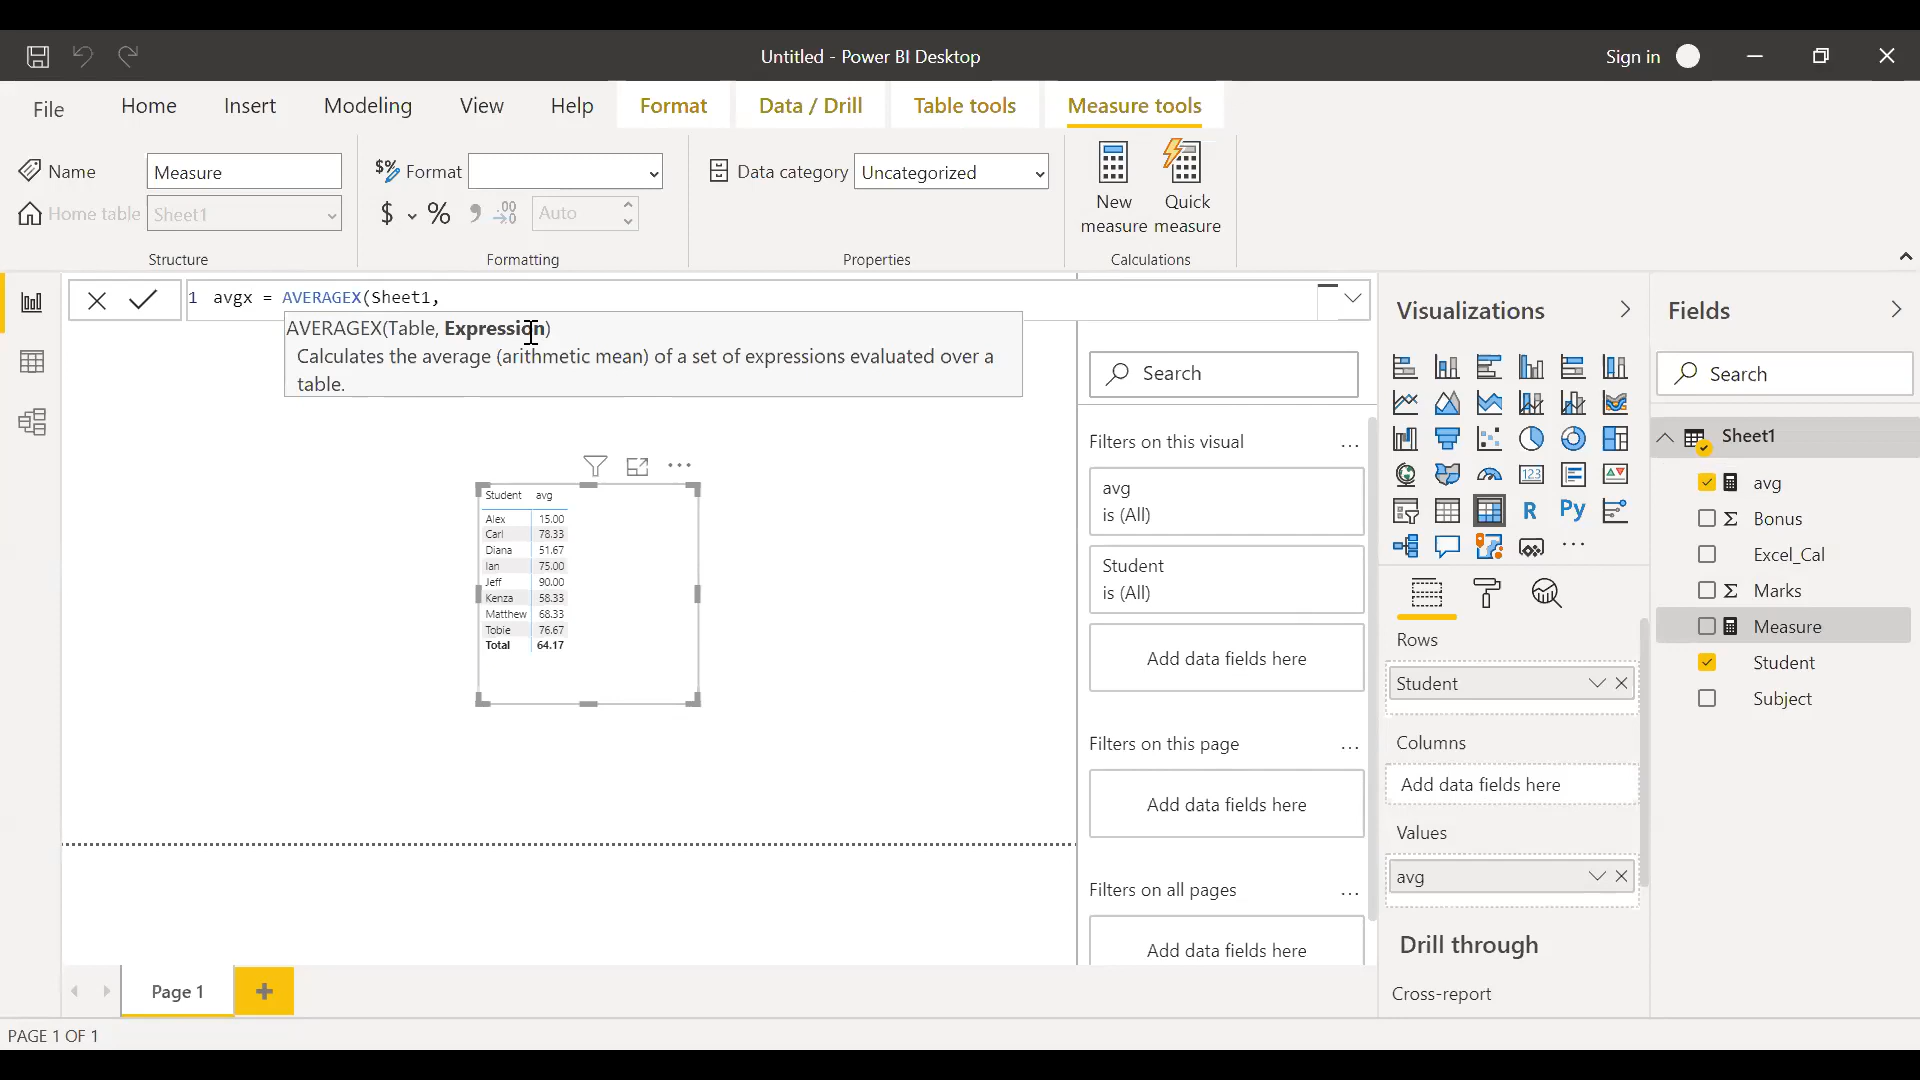 Untitled - Power BI Desktop
Sign in
File Home Insert Modeling View Help Format Data / Drill Table tools Measure tools
Name Measure
Home table Sheet1
Structure
$% Format
$ % 9 .00 Auto
Formatting
Data category Uncategorized
Properties
New measure
Quick measure
Calculations
1 avgx = AVERAGEX(Sheet1,
AVERAGEX(Table, Expression)
Calculates the average (arithmetic mean) of a set of expressions evaluated over a
table.
Student avg
Alex 15.00
Carl 78.33
Diana 51.67
Ian 75.00
Jeff 90.00
Kenza 58.33
Matthew 68.33
Tobie 76.67
Total 64.17
Search
Filters on this visual ...
avg
is (All)
Student
is (All)
Add data fields here
Filters on this page ...
Add data fields here
Filters on all pages ...
Add data fields here
Visualizations
123
R Py
...
Rows
Student
Columns
Add data fields here
Values
avg
Drill through
Cross-report
Fields
Search
Sheet1
avg
Σ Bonus
Excel_Cal
Σ Marks
Measure
Student
Subject
Page 1
PAGE 1 OF 1